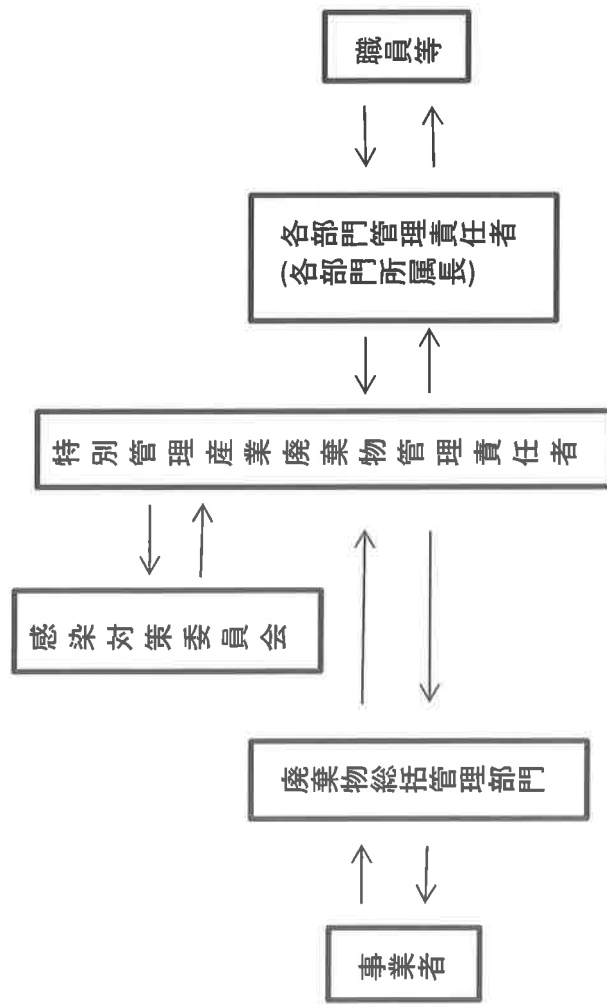 事業者
廃棄物総括管理部門
感染対策委員会
特別管理産業廃棄物管理責任者
各部門管理責任者
(各部門所属長)
職員等